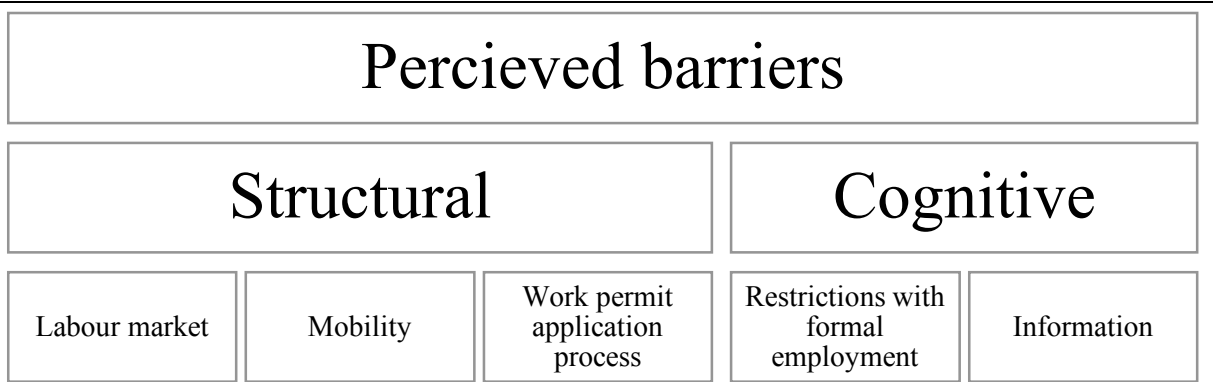 Percieved barriers
Structural
Cognitive
Labour market
Mobility
Work permit
application
process
Restrictions with
formal
employment
Information